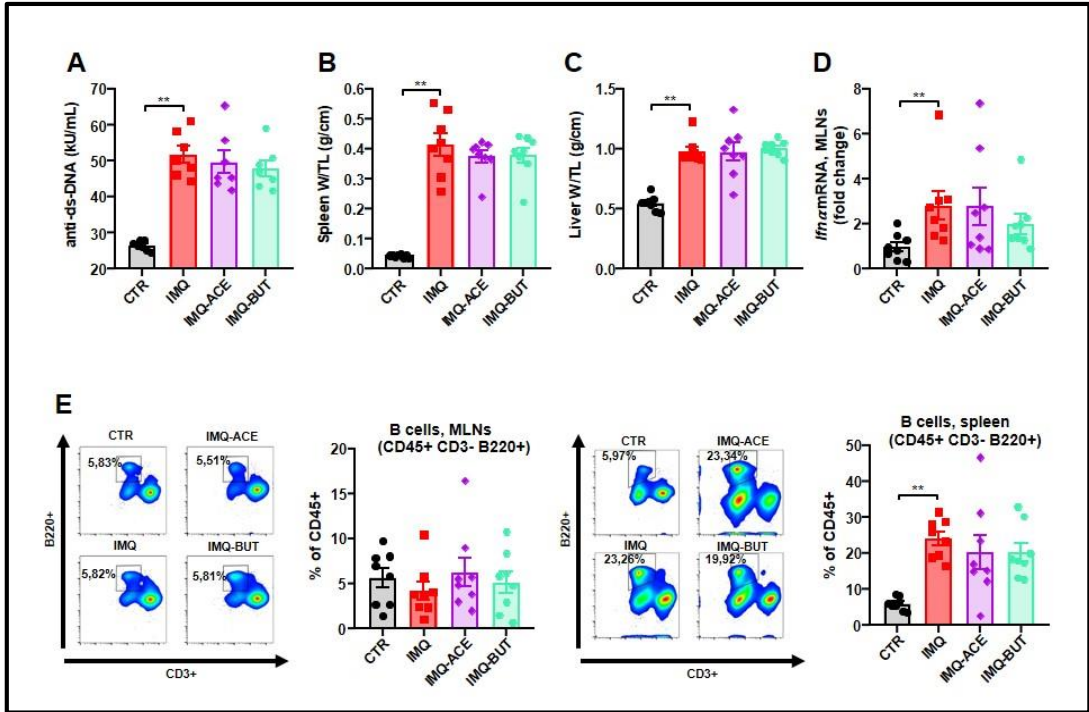 A
anti-ds-DNA (kU/mL)
70
60
50
40
30
20
**
CTR
IMQ
IMQ-ACE
IMQ-BUT
B
Spleen W/TL (g/cm)
0.6
0.5
0.4
0.3
0.2
0.1
0.0
**
CTR
IMQ
IMQ-ACE
IMQ-BUT
C
Liver W/TL (g/cm)
1.5
1.0
0.5
0.0
**
CTR
IMQ
IMQ-ACE
IMQ-BUT
D
IfnαmRNA, MLNs
(fold change)
8
6
4
2
0
**
CTR
IMQ
IMQ-ACE
IMQ-BUT
E
B220+
CTR
5,83%
IMQ-ACE
5,51%
IMQ
5,82%
IMQ-BUT
5,81%
CD3+
B cells, MLNs
(CD45+ CD3- B220+)
% of CD45+
20
15
10
5
0
CTR
IMQ
IMQ-ACE
IMQ-BUT
B220+
CTR
5,97%
IMQ-ACE
23,34%
IMQ
23,26%
IMQ-BUT
19,92%
CD3+
B cells, spleen
(CD45+ CD3- B220+)
% of CD45+
50
40
30
20
10
0
**
CTR
IMQ
IMQ-ACE
IMQ-BUT